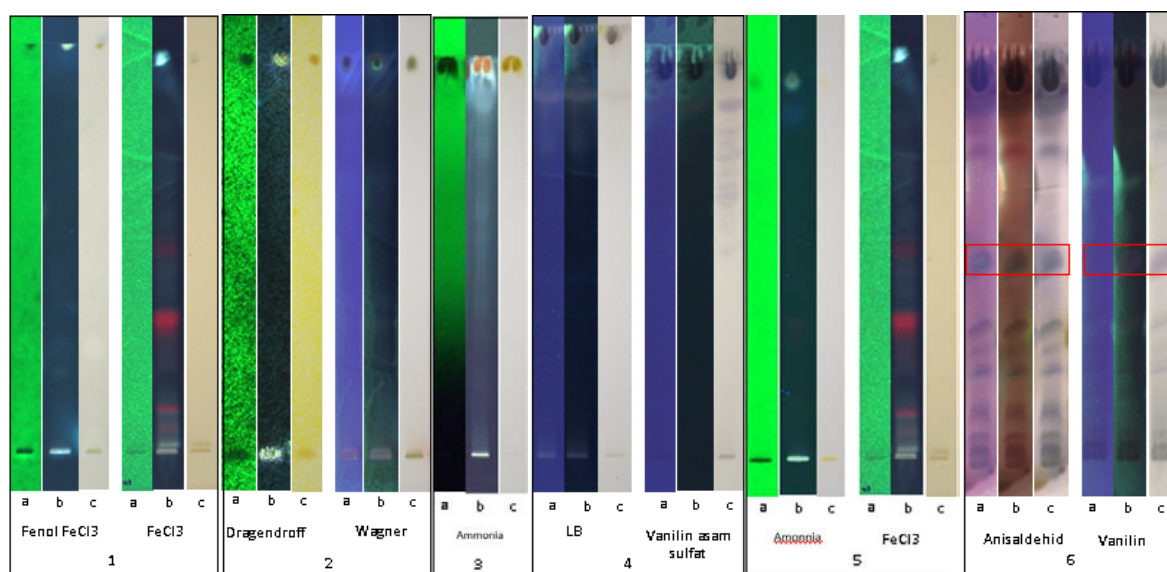 a b c a b c
Fenol FeCl3 FeCl3
1
a b c a b c
Dragendroff Wagner
2
a b c
Ammonia
3
a b c a b c
LB Vanilin asam
sulfat
4
a b c a b c
Amonnia FeCl3
5
a b c a b c
Anisaldehid Vanilin
6